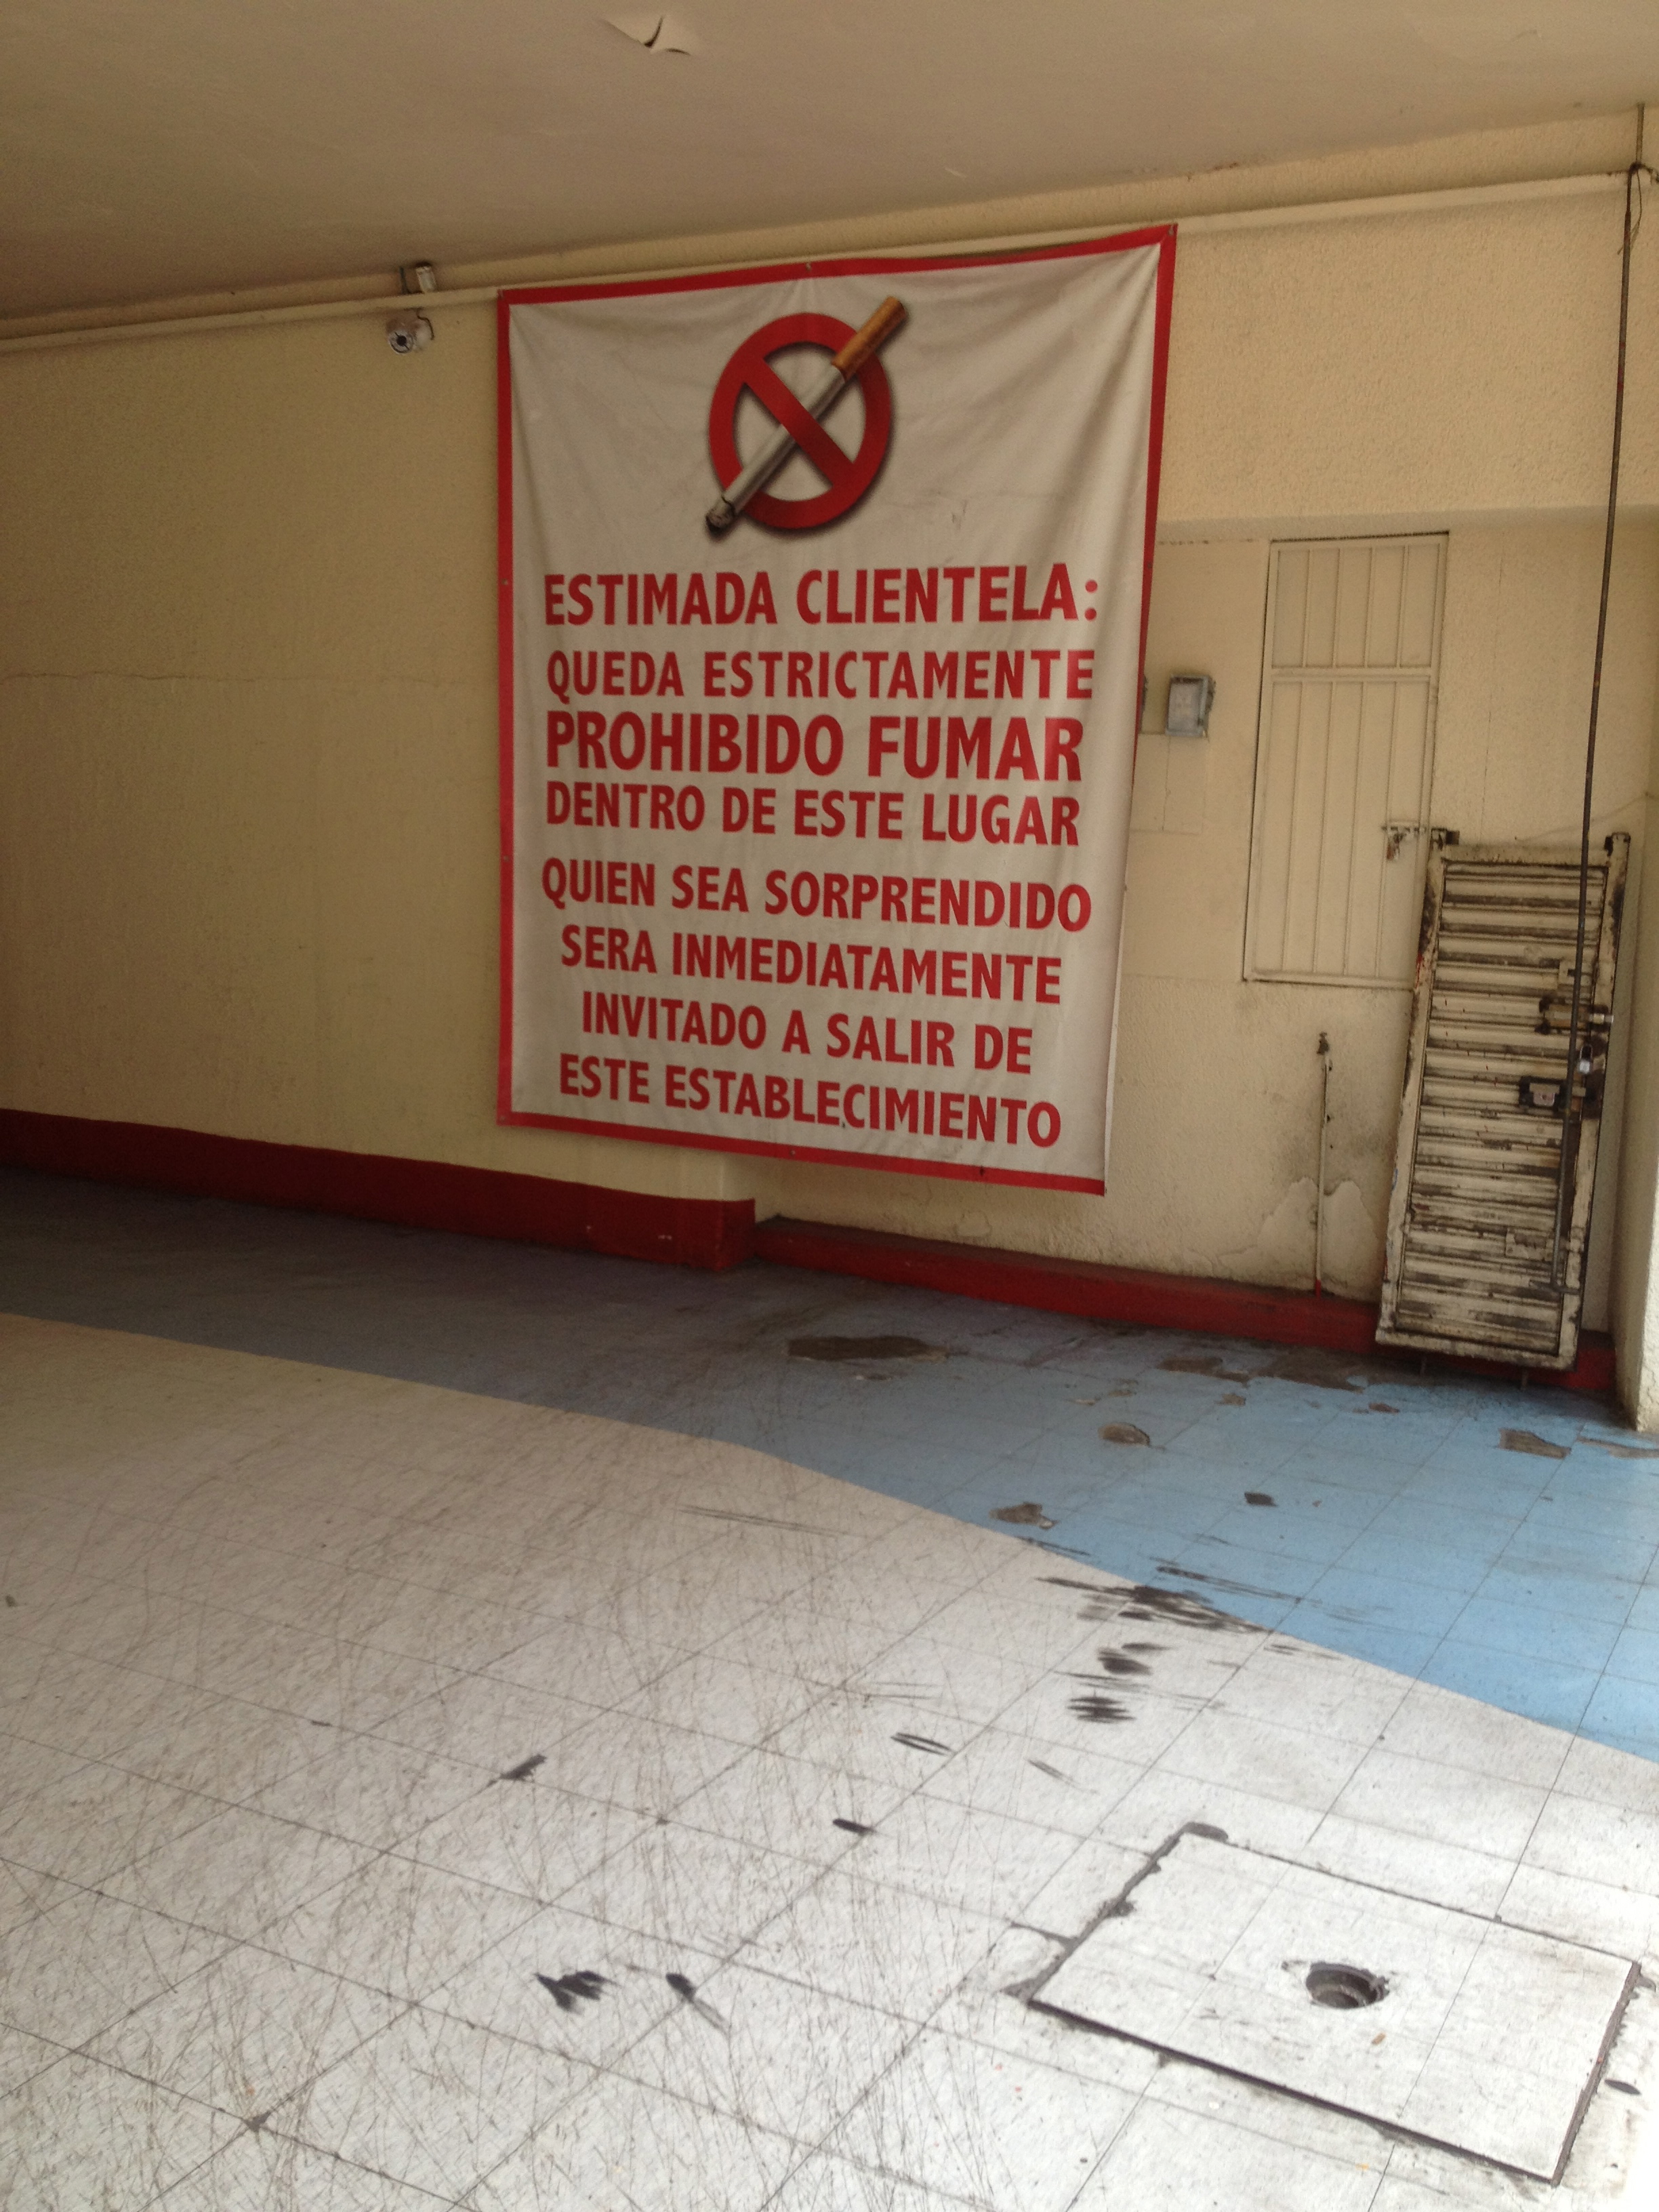 ESTIMADA CLIENTELA:
QUEDA ESTRICTAMENTE
PROHIBIDO FUMAR
DENTRO DE ESTE LUGAR
QUIEN SEA SORPRENDIDO
SERA INMEDIATAMENTE
INVITADO A SALIR DE
ESTE ESTABLECIMIENTO